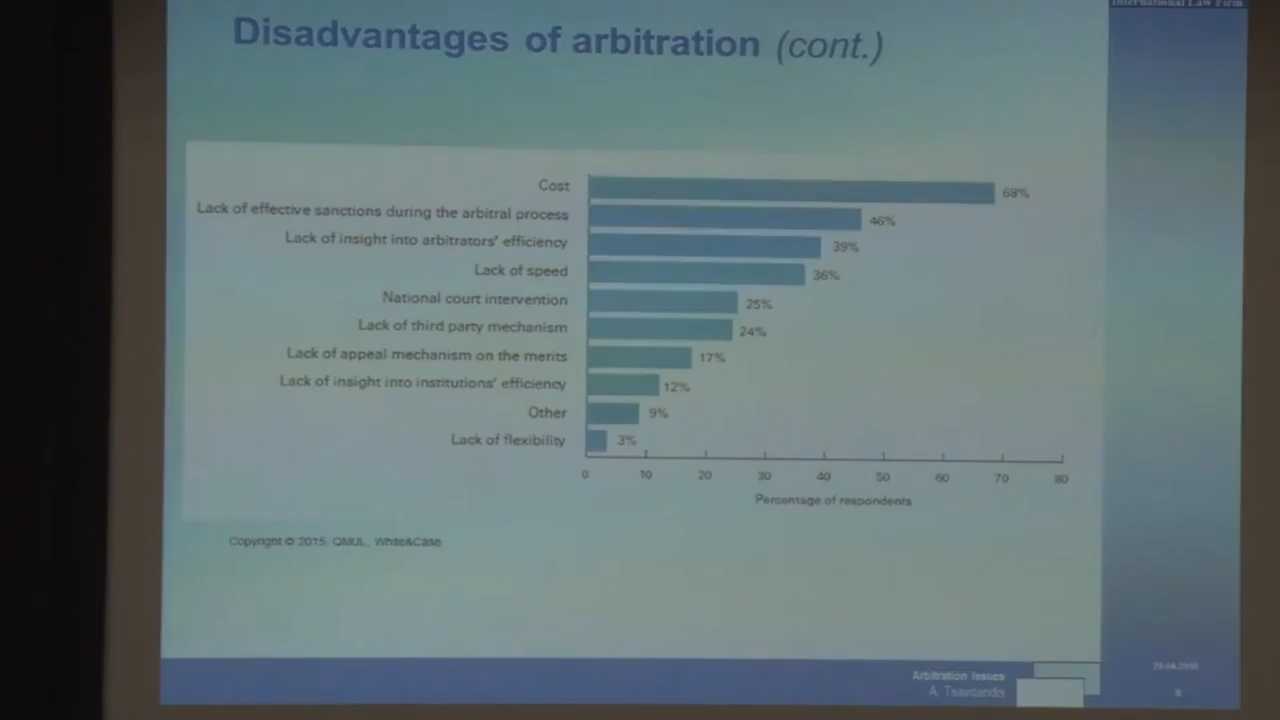 International Law Firm
Disadvantages of arbitration (cont.)
Cost 68%
Lack of effective sanctions during the arbitral process 46%
Lack of insight into arbitrators' efficiency 39%
Lack of speed 36%
National court intervention 25%
Lack of third party mechanism 24%
Lack of appeal mechanism on the merits 17%
Lack of insight into institutions' efficiency 12%
Other 9%
Lack of flexibility 3%
0 10 20 30 40 50 60 70 80
Percentage of respondents
Copyright © 2015, QMUL, White&Case
Arbitration Issues
A.